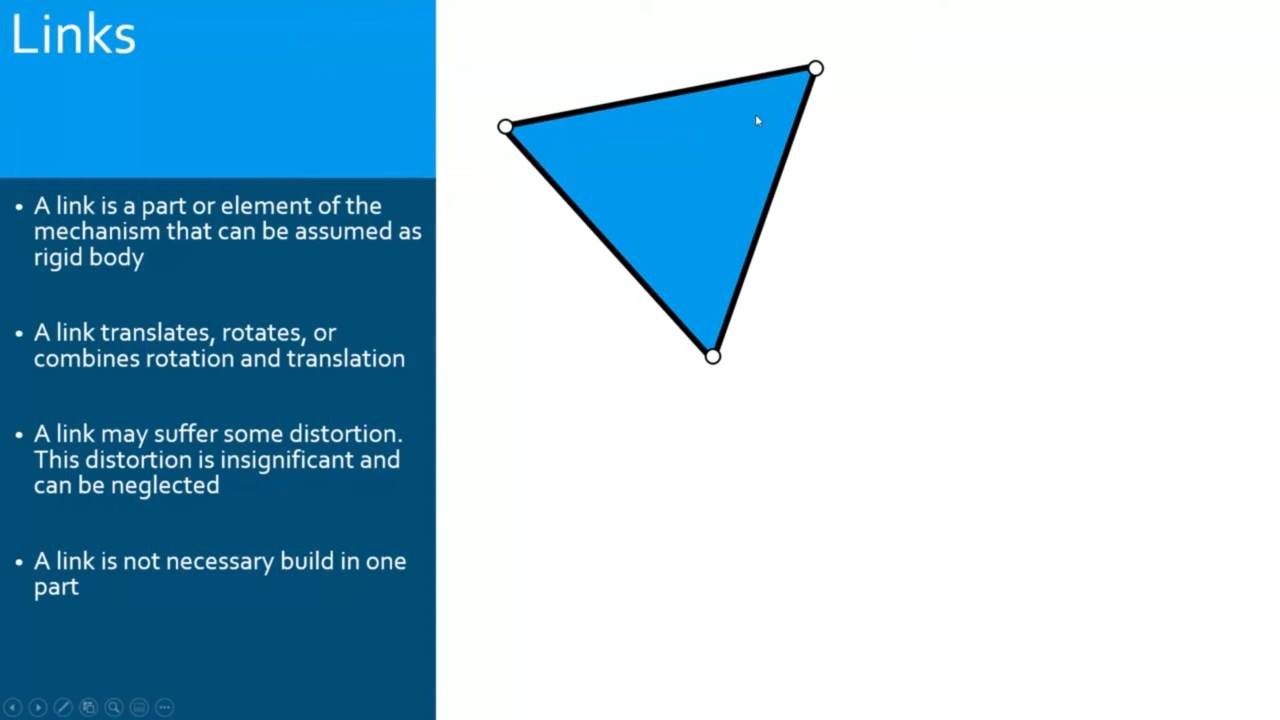 Links
• A link is a part or element of the
mechanism that can be assumed as
rigid body
• A link translates, rotates, or
combines rotation and translation
• A link may suffer some distortion.
This distortion is insignificant and
can be neglected
• A link is not necessary build in one
part